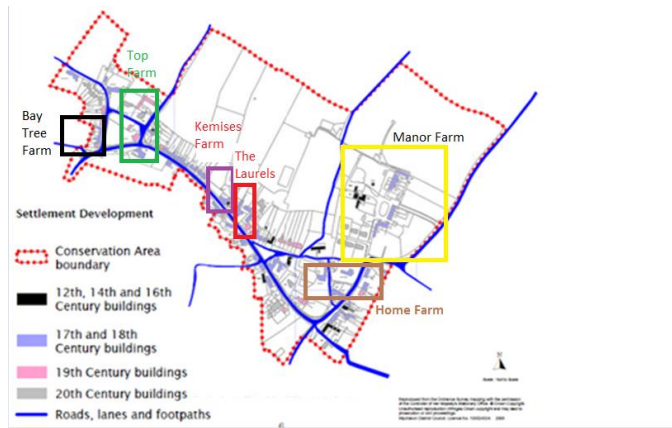 Top
Farm
Bay
Tree
Farm
Kemises
Farm
The
Laurels
Manor Farm
Home Farm
Settlement Development
Conservation Area
boundary
12th, 14th and 16th
Century buildings
17th and 18th
Century buildings
19th Century buildings
20th Century buildings
Roads, lanes and footpaths